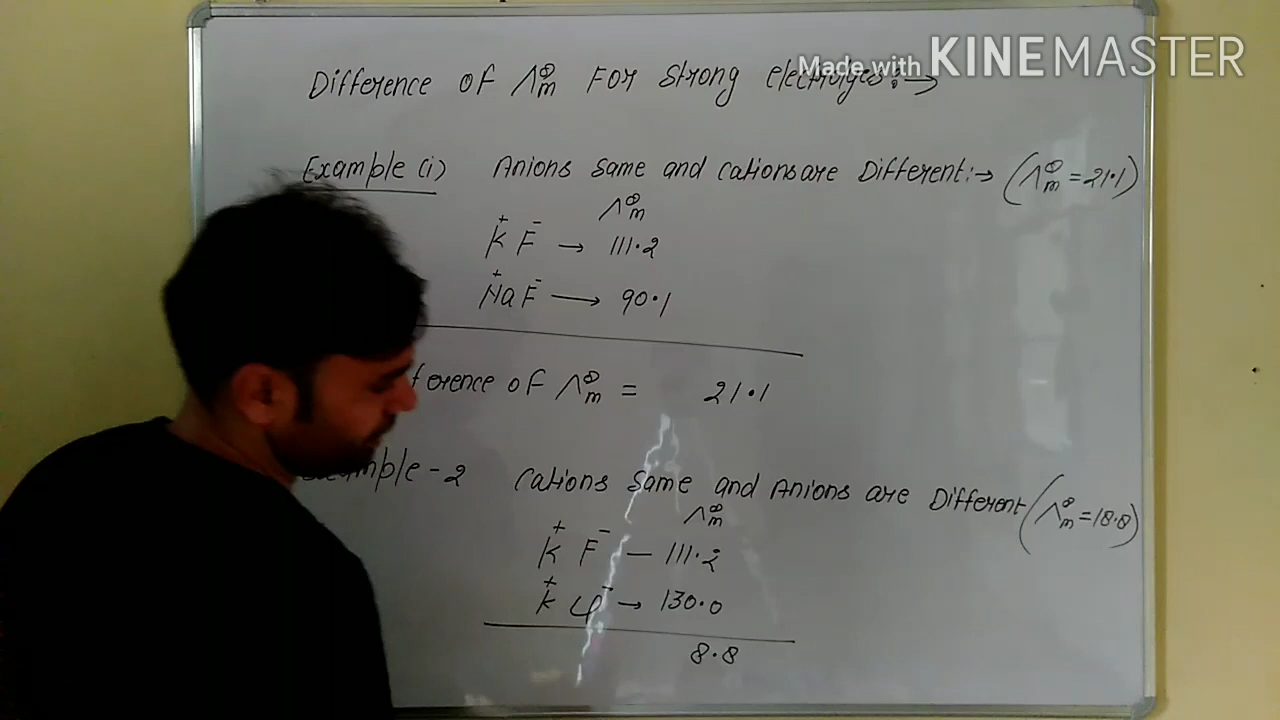 Made with KINEMASTER
Difference of Λ∞m For Strong electrolyes:→
Example (i) Anions Same and Cations are Different:→ (Λ∞m = 21.1)
Λ∞m
K+ F- → 111.2
Na+ F- → 90.1
ference of Λ∞m = 21.1
Example - 2 Cations Same and Anions are Different (Λ∞m = 18.8)
Λ∞m
K+ F- — 111.2
K+ Cl- → 130.0
8.8